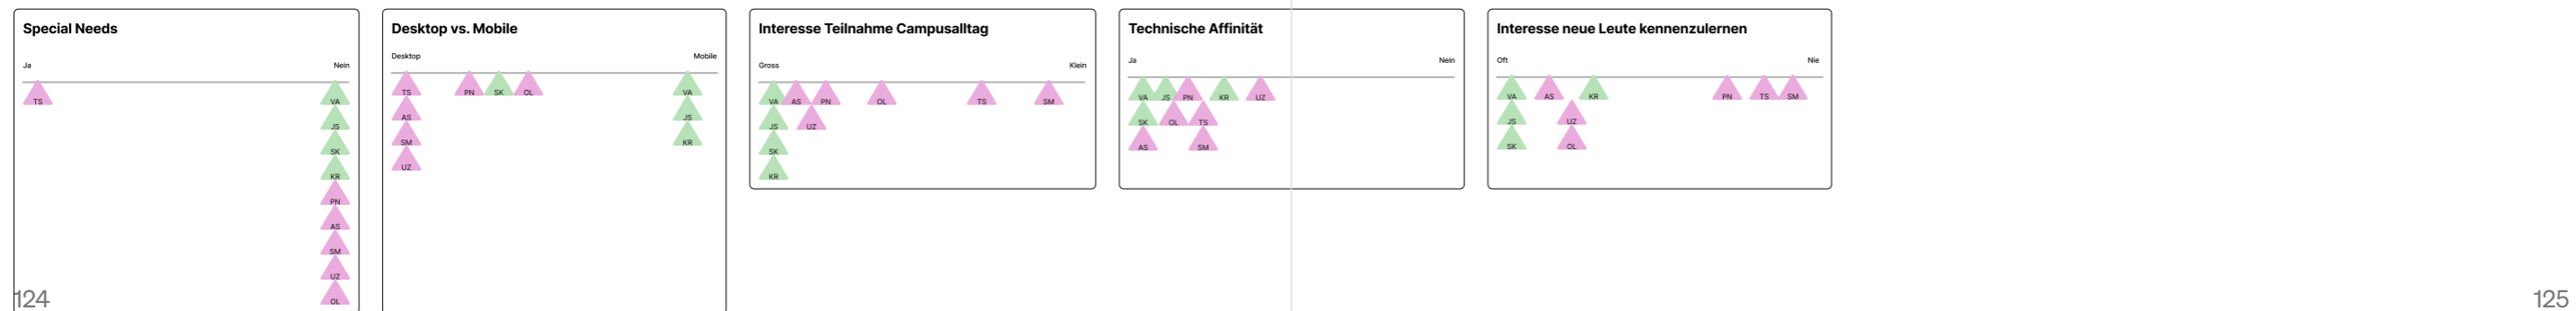 Special Needs
Ja Nein
TS VA
JS
SK
KR
PN
AS
SM
UZ
OL
Desktop vs. Mobile
Desktop Mobile
TS PN SK OL VA
AS JS
SM KR
UZ
Interesse Teilnahme Campusalltag
Gross Klein
VA AS PN OL TS SM
JS UZ
SK
KR
Technische Affinität
Ja Nein
VA JS PN KR UZ
SK OL TS
AS SM
Interesse neue Leute kennenzulernen
Oft Nie
VA AS KR PN TS SM
JS UZ
SK OL
124
125